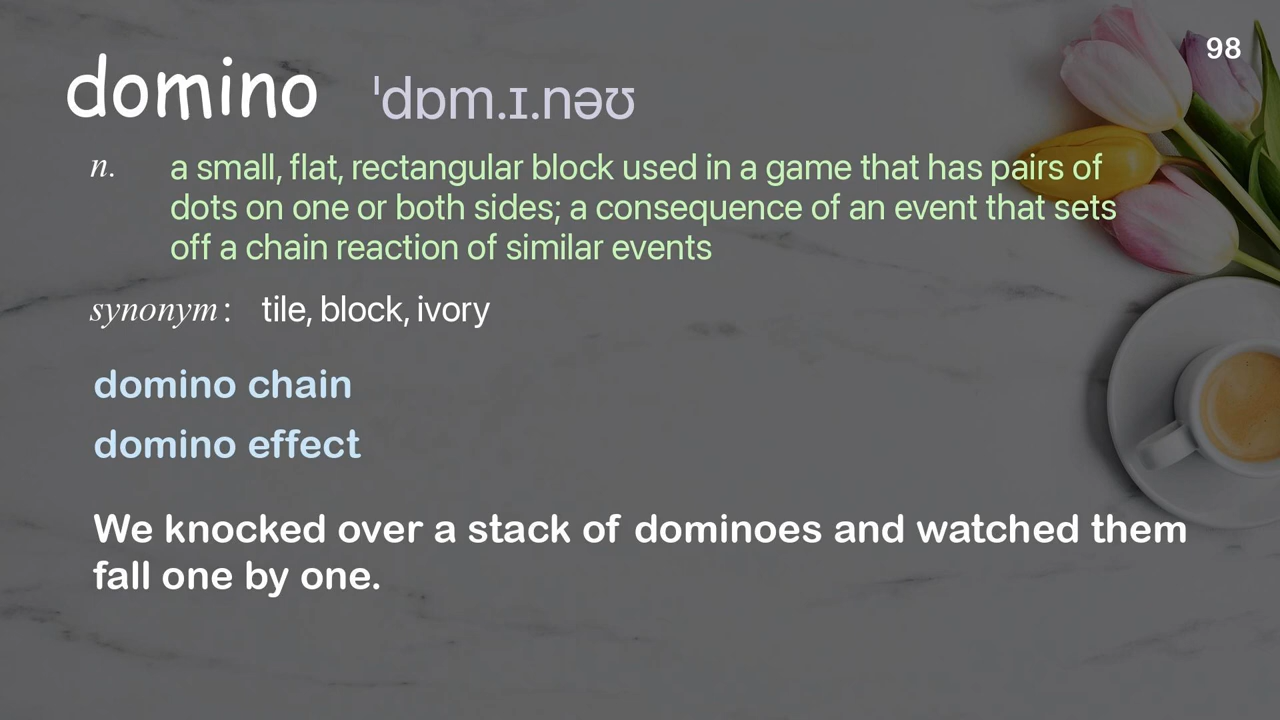 98
domino ˈdɒm.ɪ.nəʊ
n. a small, flat, rectangular block used in a game that has pairs of
dots on one or both sides; a consequence of an event that sets
off a chain reaction of similar events
synonym: tile, block, ivory
domino chain
domino effect
We knocked over a stack of dominoes and watched them
fall one by one.